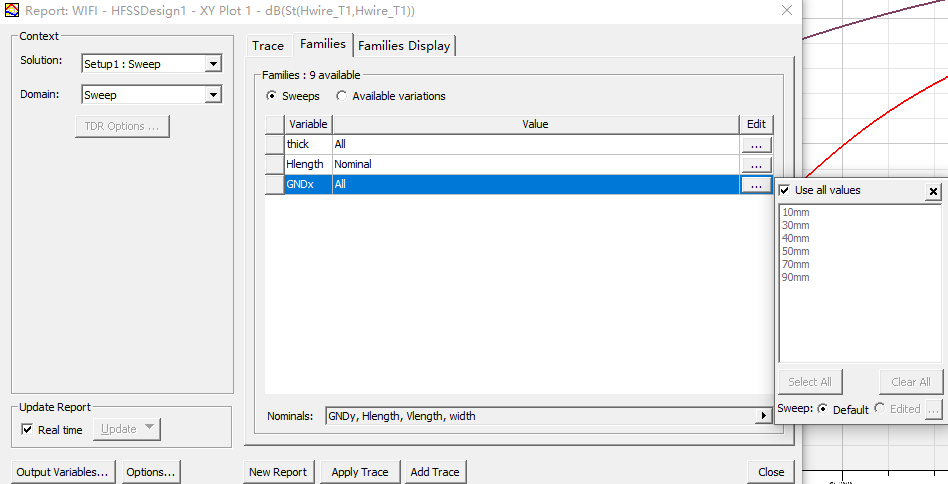 Report: WIFI - HFSSDesign1 - XY Plot 1 - dB(St(Hwire_T1,Hwire_T1))
Context
Solution:
Setup1 : Sweep
Domain:
Sweep
TDR Options ...
Update Report
Real time
Update
Output Variables...
Options...
Trace
Families
Families Display
Families : 9 available
Sweeps
Available variations
Variable Value Edit
thick All ...
Hlength Nominal ...
GNDx All ...
Nominals:
GNDy, Hlength, Vlength, width
New Report
Apply Trace
Add Trace
Close
Use all values
10mm
30mm
40mm
50mm
70mm
90mm
Select All
Clear All
Sweep:
Default
Edited
...